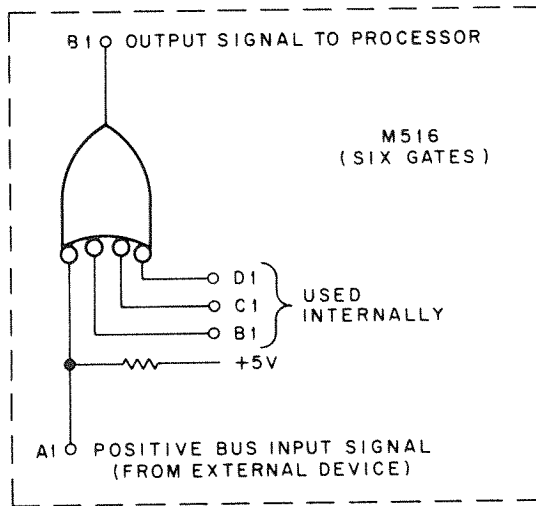 B1 OUTPUT SIGNAL TO PROCESSOR
M516
(SIX GATES)
D1
C1
B1
USED
INTERNALLY
+5V
A1 POSITIVE BUS INPUT SIGNAL
(FROM EXTERNAL DEVICE)